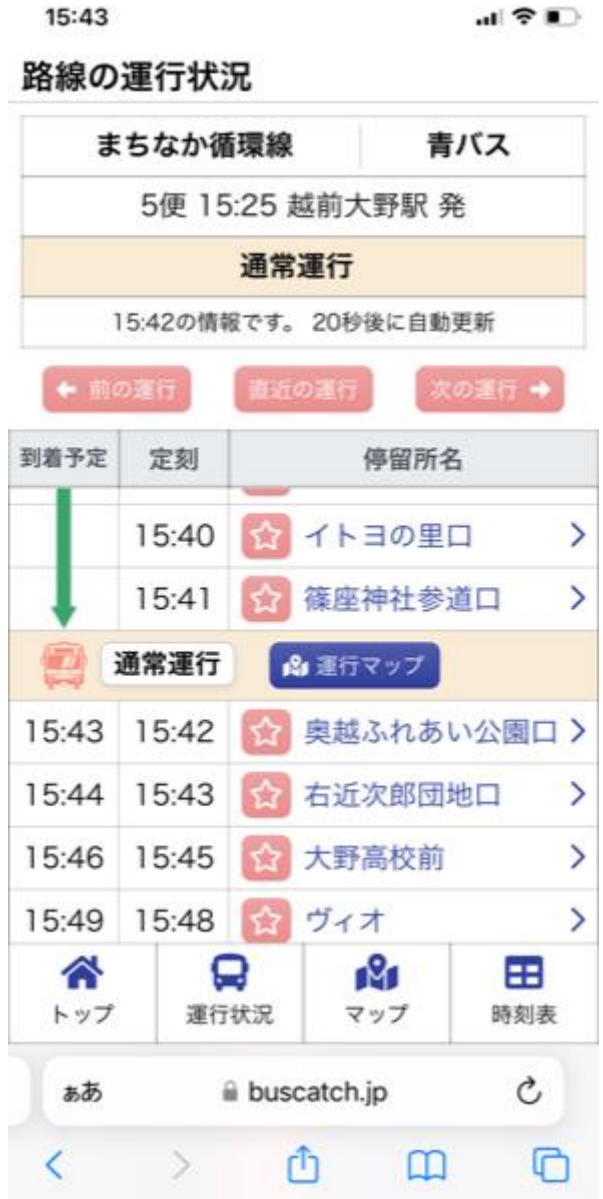 15:43
路線の運行状況
まちなか循環線 青バス
5便 15:25 越前大野駅 発
通常運行
15:42の情報です。 20秒後に自動更新
前の運行 直近の運行 次の運行
到着予定 定刻 停留所名
15:40 イトヨの里口
15:41 篠座神社参道口
通常運行 運行マップ
15:43 15:42 奥越ふれあい公園口
15:44 15:43 右近次郎団地口
15:46 15:45 大野高校前
15:49 15:48 ヴィオ
トップ 運行状況 マップ 時刻表
ぁあ buscatch.jp